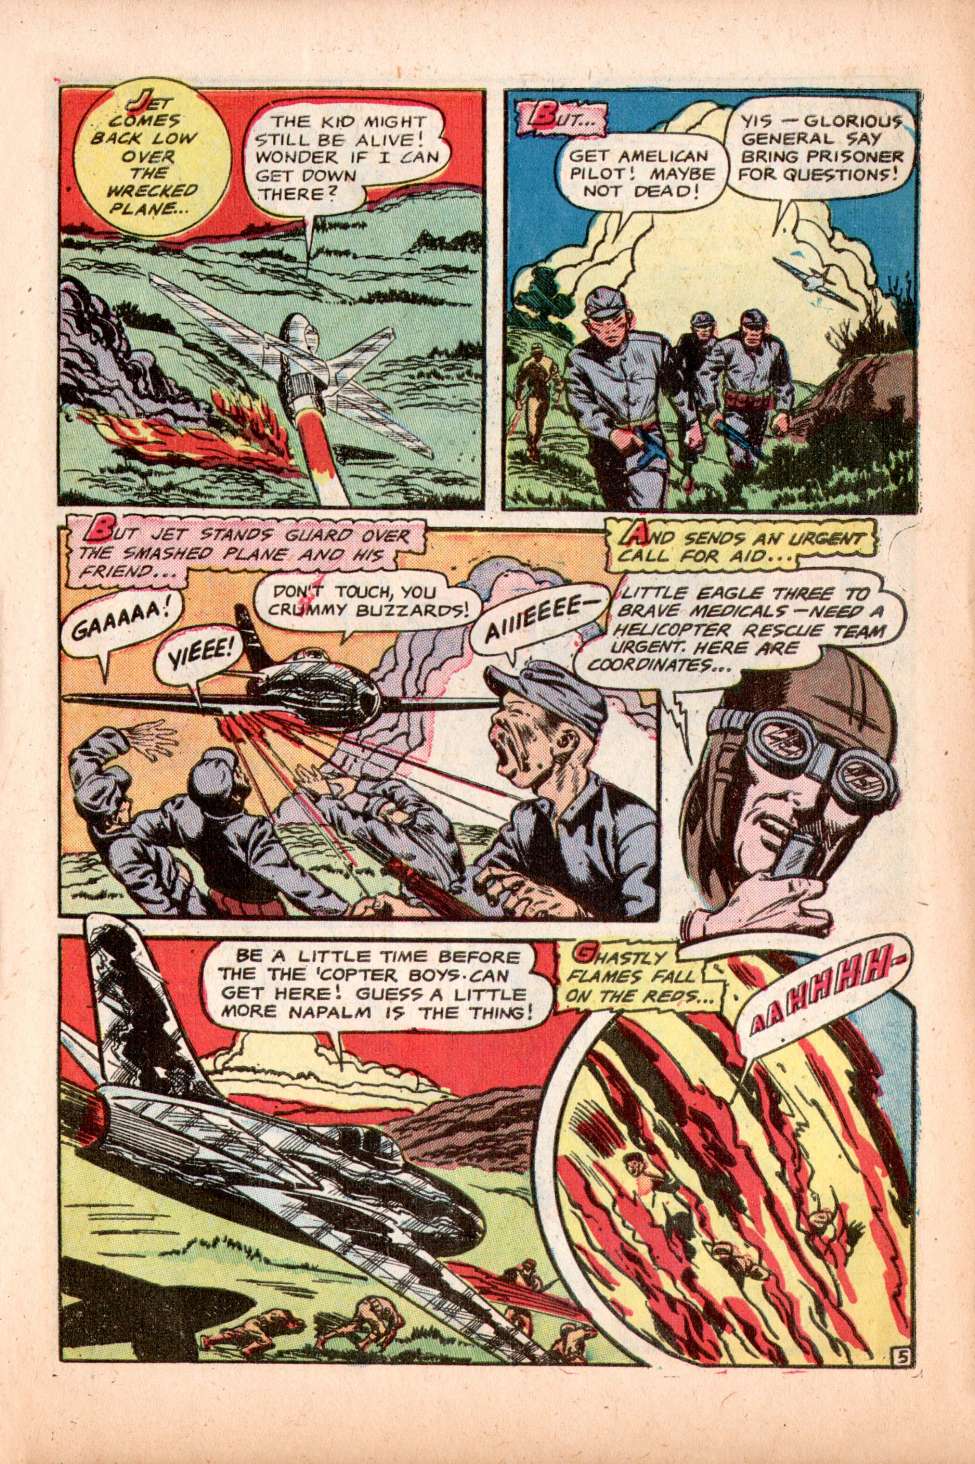 JET
COMES
BACK LOW
OVER
THE
WRECKED
PLANE...
THE KID MIGHT
STILL BE ALIVE!
WONDER IF I CAN
GET DOWN
THERE?
BUT...
GET AMELICAN
PILOT! MAYBE
NOT DEAD!
YIS — GLORIOUS
GENERAL SAY
BRING PRISONER
FOR QUESTIONS!
BUT JET STANDS GUARD OVER
THE SMASHED PLANE AND HIS
FRIEND...
GAAAAA!
YIEEE!
DON'T TOUCH, YOU
CRUMMY BUZZARDS!
AIIIEEEE—
AND SENDS AN URGENT
CALL FOR AID...
LITTLE EAGLE THREE TO
BRAVE MEDICALS — NEED A
HELICOPTER RESCUE TEAM
URGENT. HERE ARE
COORDINATES...
BE A LITTLE TIME BEFORE
THE THE 'COPTER BOYS CAN
GET HERE! GUESS A LITTLE
MORE NAPALM IS THE THING!
GHASTLY
FLAMES FALL
ON THE REDS...
AAHHHHH—
5